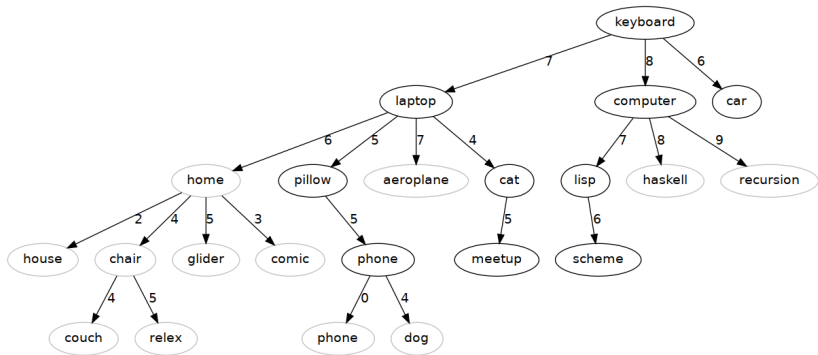 keyboard
7 8 6
laptop computer car
6 5 7 4 7 8 9
home pillow aeroplane cat lisp haskell recursion
2 4 5 3 5 5 6
house chair glider comic phone meetup scheme
4 5 0 4
couch relex phone dog